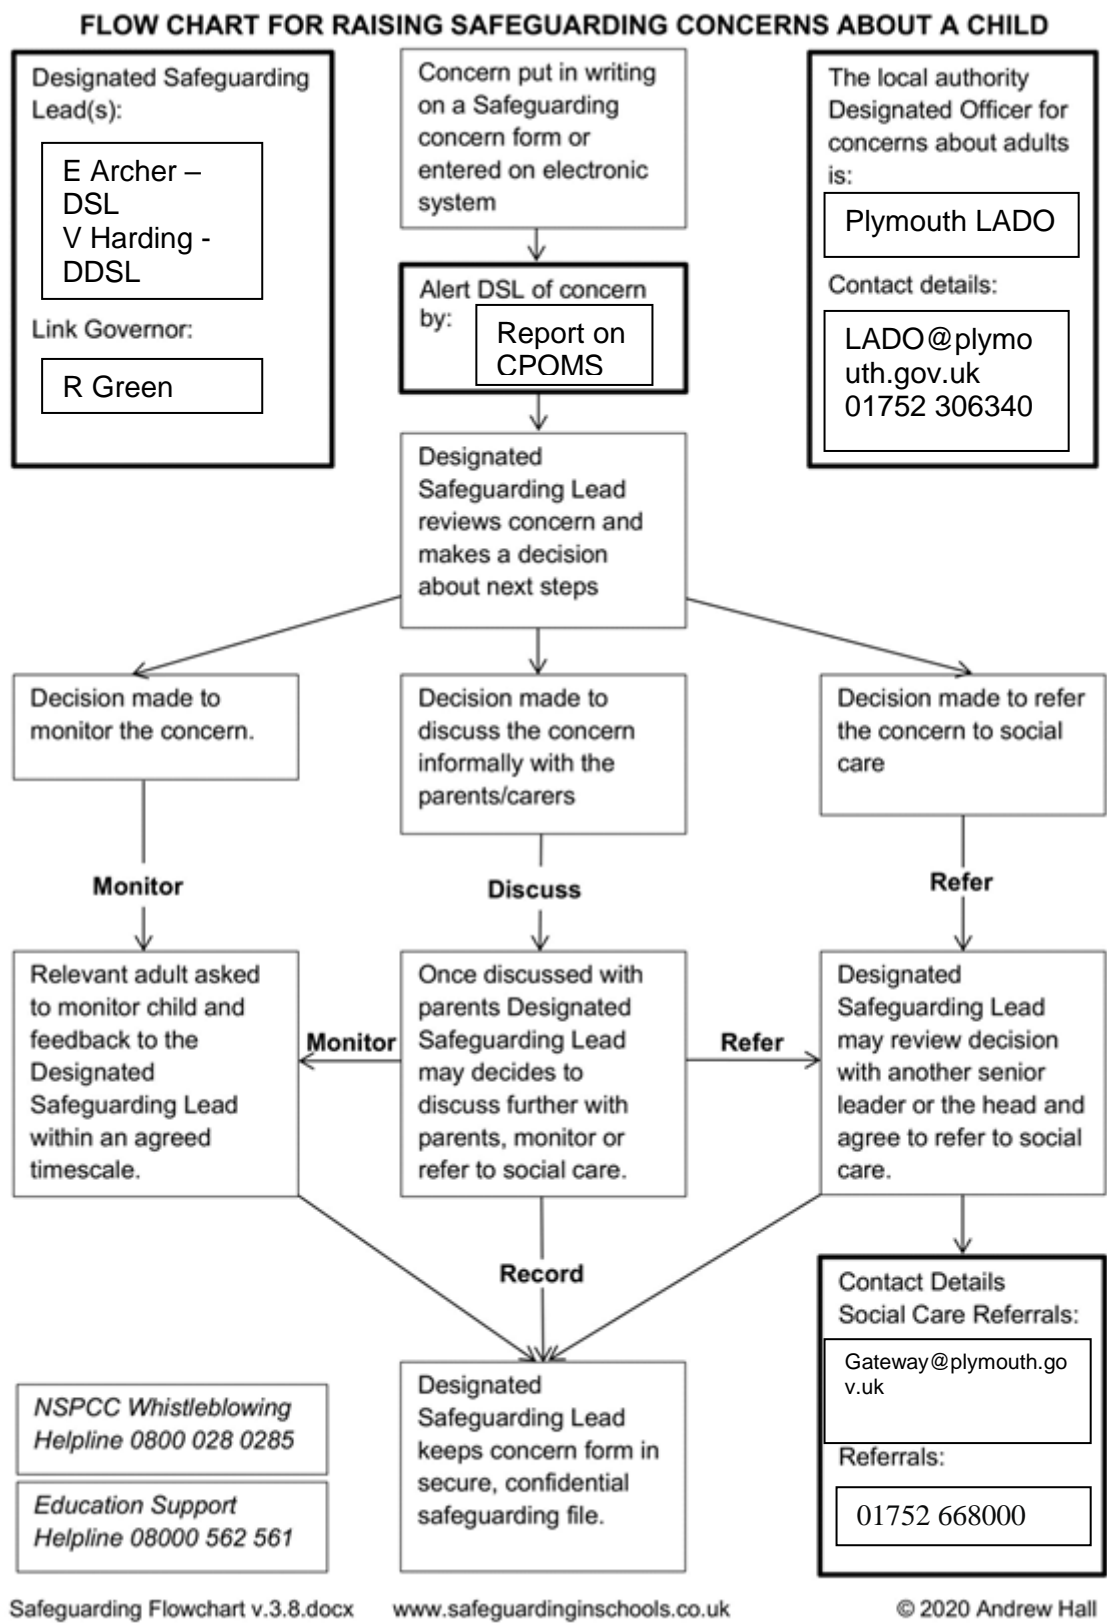 FLOW CHART FOR RAISING SAFEGUARDING CONCERNS ABOUT A CHILD
Designated Safeguarding
Lead(s):
E Archer –
DSL
V Harding -
DDSL
Link Governor:
R Green
Concern put in writing
on a Safeguarding
concern form or
entered on electronic
system
Alert DSL of concern
by:
Report on
CPOMS
The local authority
Designated Officer for
concerns about adults
is:
Plymouth LADO
Contact details:
LADO@plymo
uth.gov.uk
01752 306340
Designated
Safeguarding Lead
reviews concern and
makes a decision
about next steps
Decision made to
monitor the concern.
Decision made to
discuss the concern
informally with the
parents/carers
Decision made to refer
the concern to social
care
Monitor
Discuss
Refer
Relevant adult asked
to monitor child and
feedback to the
Designated
Safeguarding Lead
within an agreed
timescale.
Monitor
Once discussed with
parents Designated
Safeguarding Lead
may decides to
discuss further with
parents, monitor or
refer to social care.
Refer
Designated
Safeguarding Lead
may review decision
with another senior
leader or the head and
agree to refer to social
care.
Record
Contact Details
Social Care Referrals:
Gateway@plymouth.go
v.uk
Referrals:
01752 668000
Designated
Safeguarding Lead
keeps concern form in
secure, confidential
safeguarding file.
NSPCC Whistleblowing
Helpline 0800 028 0285
Education Support
Helpline 08000 562 561
Safeguarding Flowchart v.3.8.docx www.safeguardinginschools.co.uk © 2020 Andrew Hall